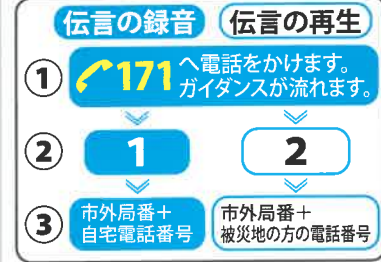 伝言の録音 伝言の再生
① 171 へ電話をかけます。
ガイダンスが流れます。
② 1 2
③ 市外局番+ 市外局番+
自宅電話番号 被災地の方の電話番号